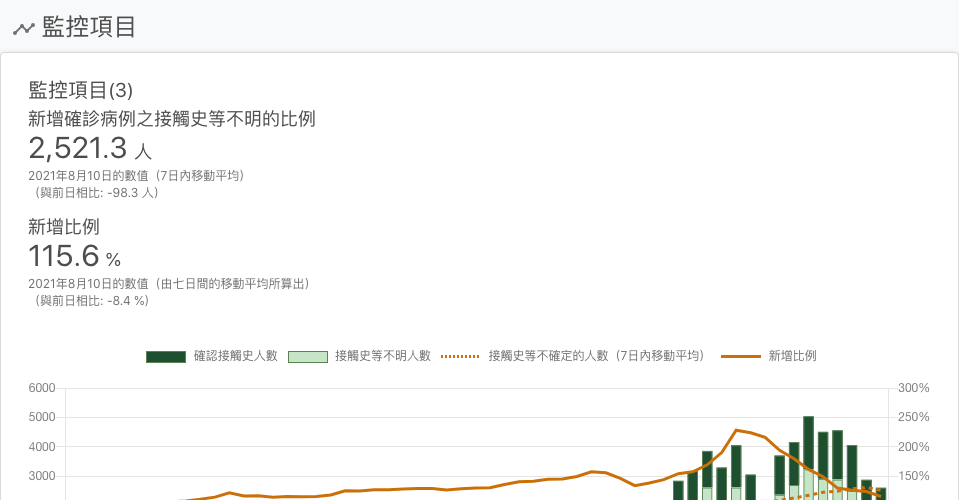 監控項目
監控項目(3)
新增確診病例之接觸史等不明的比例
2,521.3 人
2021年8月10日的數值（7日內移動平均）
（與前日相比: -98.3 人）
新增比例
115.6 %
2021年8月10日的數值（由七日間的移動平均所算出）
（與前日相比: -8.4 %）
確認接觸史人數 接觸史等不明人數 接觸史等不確定的人數（7日內移動平均） 新增比例
6000 300%
5000 250%
4000 200%
3000 150%